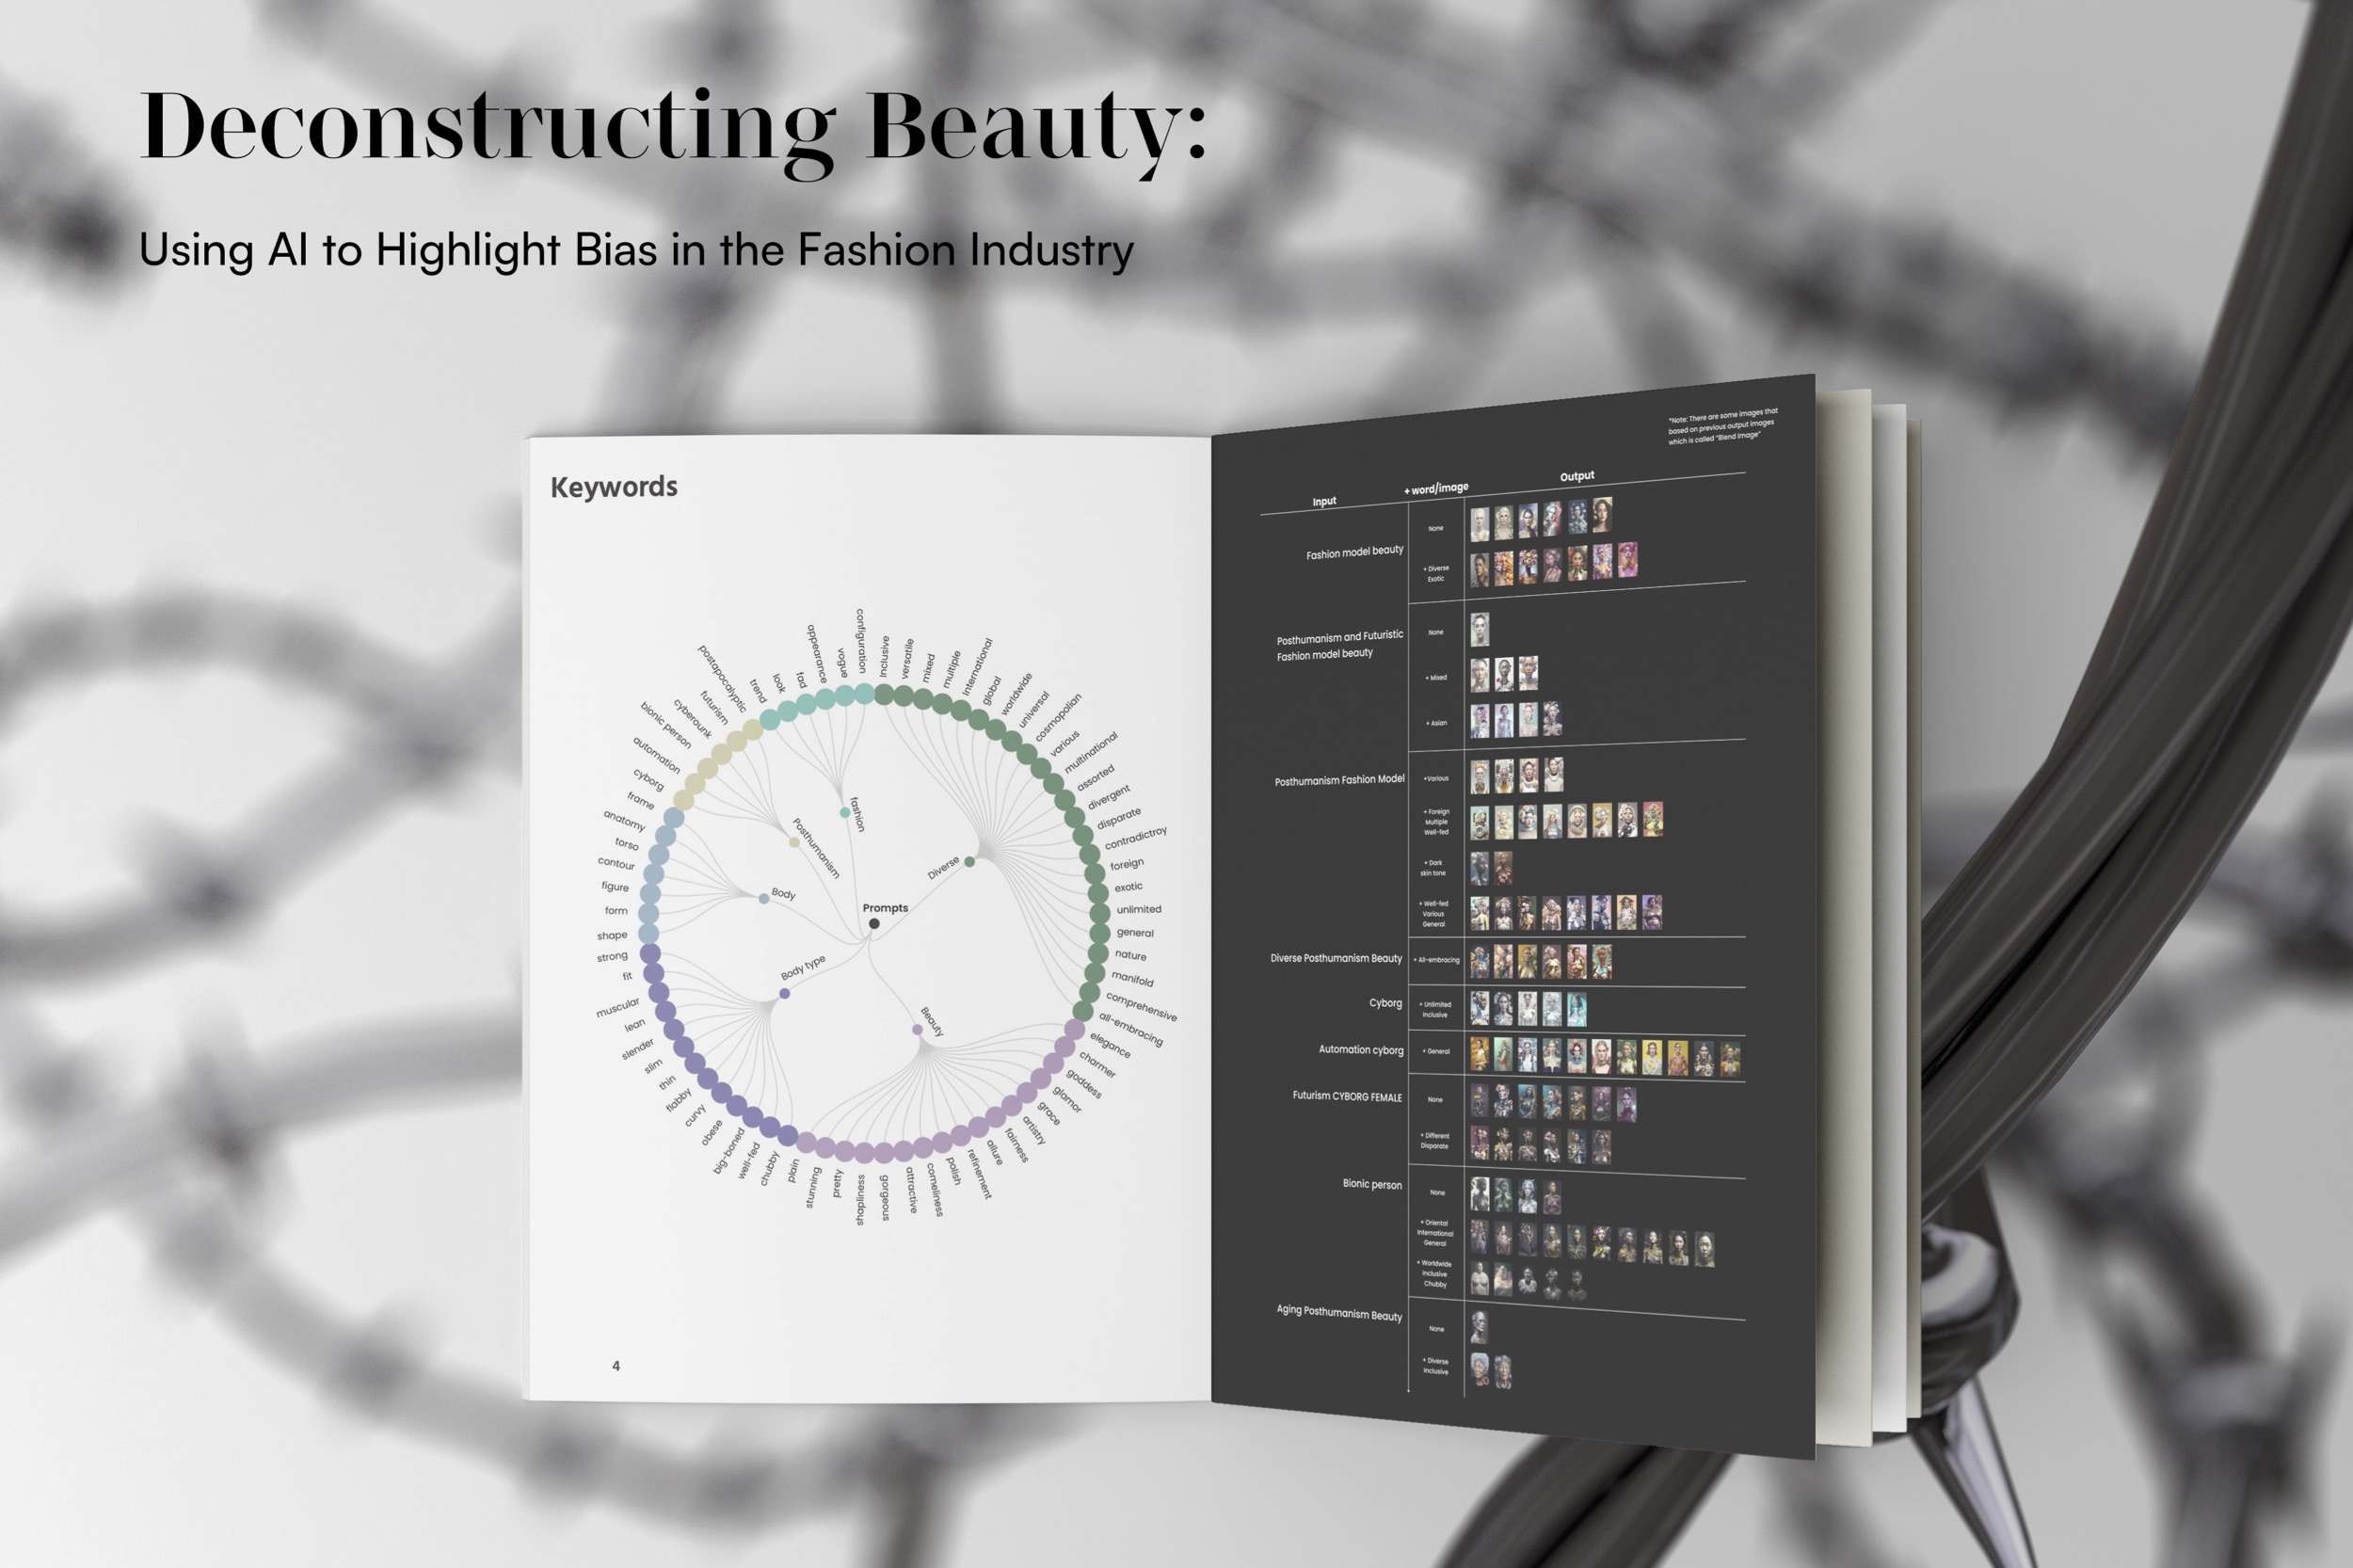 Deconstructing Beauty:
Using AI to Highlight Bias in the Fashion Industry
Keywords
Prompts
fashion
trend
look
fad
appearance
vogue
configuration
Diverse
inclusive
versatile
mixed
multiple
International
global
worldwide
universal
cosmopolian
various
multinational
assorted
divergent
disparate
contradictroy
foreign
exotic
unlimited
general
nature
manifold
comprehensive
all-embracing
Beauty
elegance
charmer
goddess
glamor
grace
artistry
fairness
allure
refinement
polish
comeliness
attractive
gorgeous
shapliness
pretty
stunning
plain
Body type
chubby
well-fed
big-boned
obese
curvy
flabby
thin
slim
slender
lean
muscular
fit
strong
Body
shape
form
figure
contour
torso
anatomy
frame
Posthumanism
cyborg
automation
bionic person
cyberounk
futurism
postapocalyptic
4
*Note: There are some images that
based on previous output images
which is called "Blend Image"
Input
+ word/image
Output
Fashion model beauty
None
+ Diverse
Exotic
Posthumanism and Futuristic
Fashion model beauty
None
+ Mixed
+ Asian
Posthumanism Fashion Model
+Various
+ Foreign
Multiple
Well-fed
+ Dark
skin tone
+ Well-fed
Various
General
Diverse Posthumanism Beauty
+ All-embracing
Cyborg
+ Unlimited
Inclusive
Automation cyborg
+ General
Futurism CYBORG FEMALE
None
+ Different
Disparate
Bionic person
None
+ Oriental
International
General
+ Worldwide
Inclusive
Chubby
Aging Posthumanism Beauty
None
+ Diverse
Inclusive